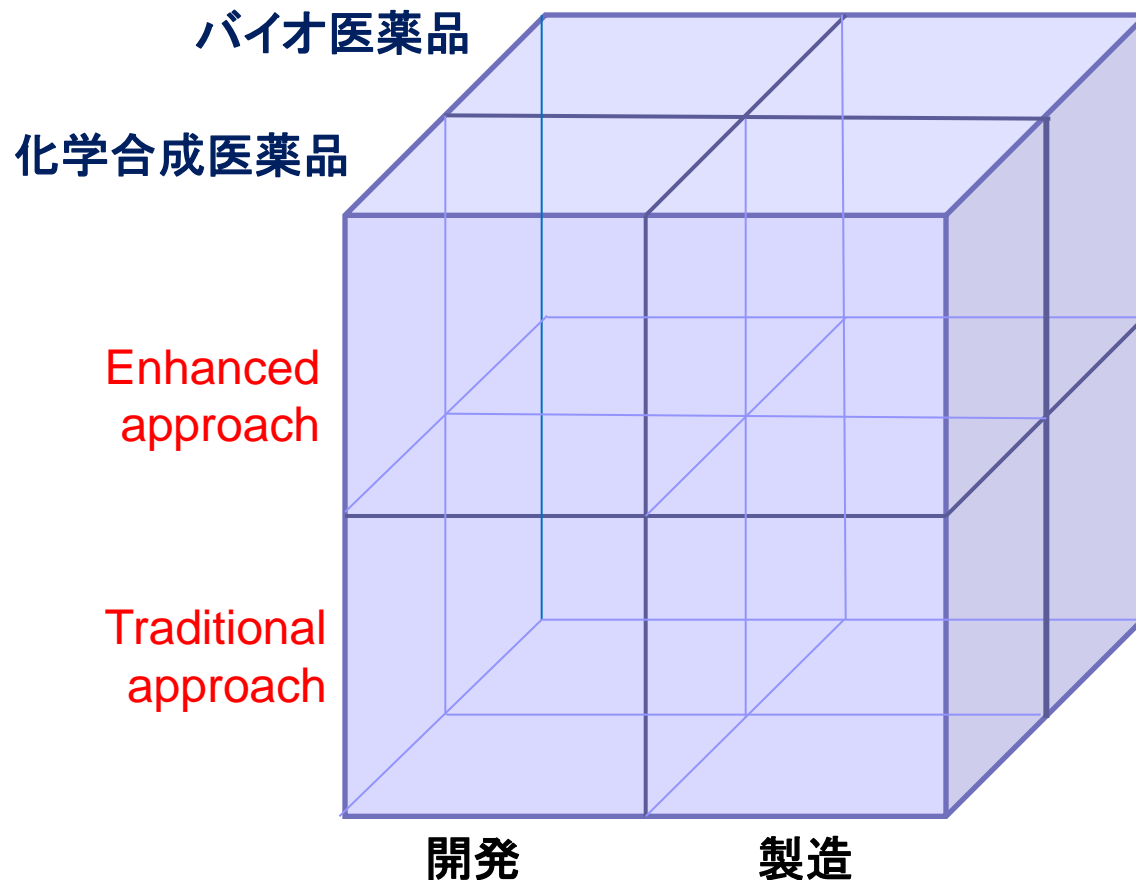 バイオ医薬品
化学合成医薬品
Enhanced
approach
Traditional
approach
開発
製造